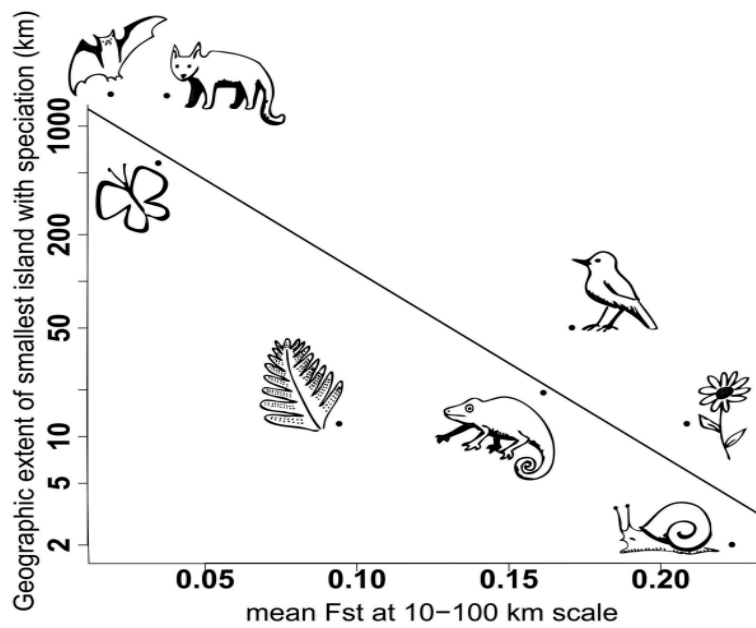 Geographic extent of smallest island with speciation (km)
1000
200
50
10
5
2
0.05 0.10 0.15 0.20
mean Fst at 10−100 km scale